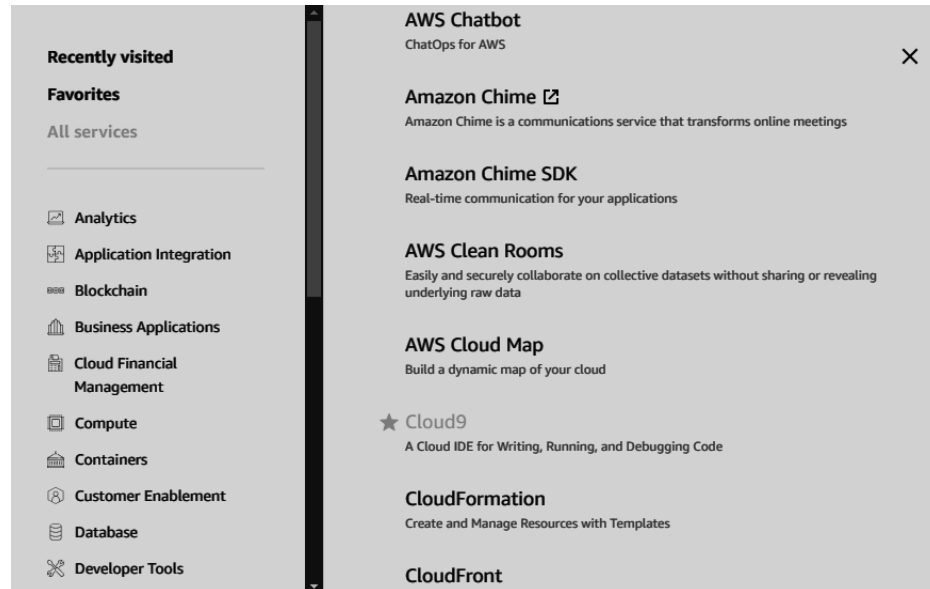 Recently visited
Favorites
All services
Analytics
Application Integration
Blockchain
Business Applications
Cloud Financial
Management
Compute
Containers
Customer Enablement
Database
Developer Tools
AWS Chatbot
ChatOps for AWS
Amazon Chime
Amazon Chime is a communications service that transforms online meetings
Amazon Chime SDK
Real-time communication for your applications
AWS Clean Rooms
Easily and securely collaborate on collective datasets without sharing or revealing
underlying raw data
AWS Cloud Map
Build a dynamic map of your cloud
Cloud9
A Cloud IDE for Writing, Running, and Debugging Code
CloudFormation
Create and Manage Resources with Templates
CloudFront